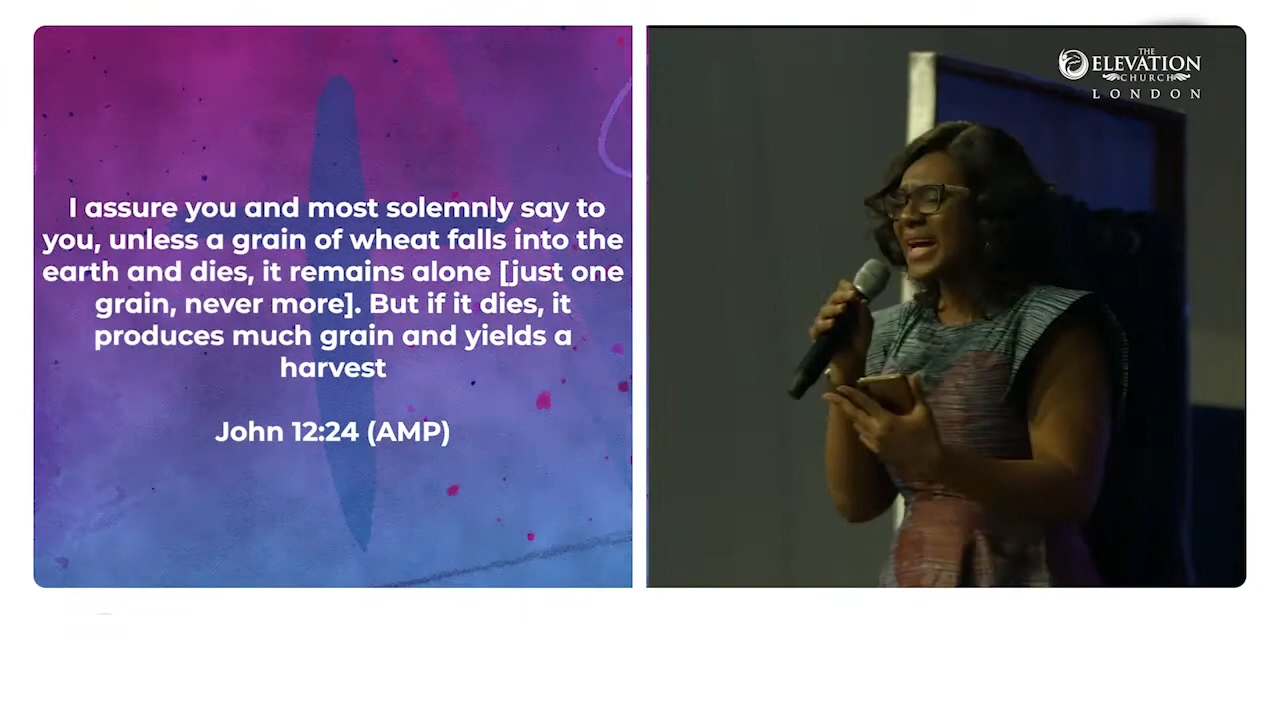 I assure you and most solemnly say to
you, unless a grain of wheat falls into the
earth and dies, it remains alone [just one
grain, never more]. But if it dies, it
produces much grain and yields a
harvest
John 12:24 (AMP)
THE
ELEVATION
CHURCH
LONDON